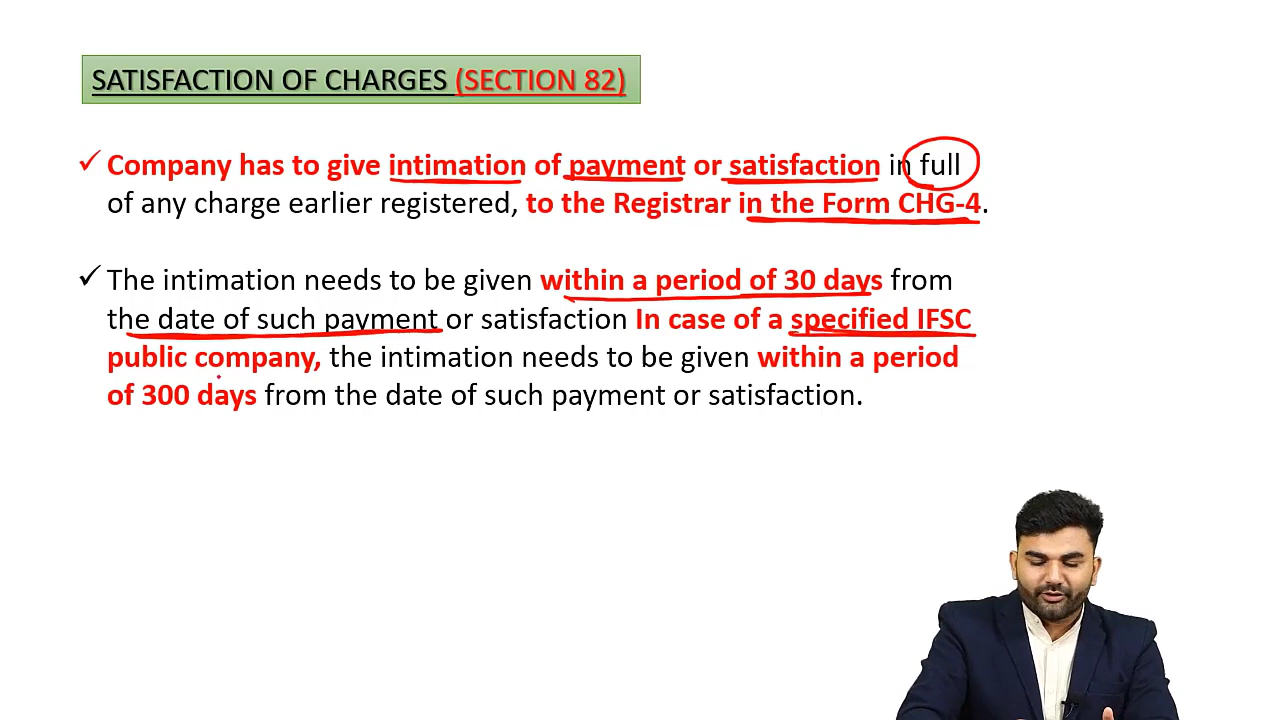 SATISFACTION OF CHARGES (SECTION 82)
✓ Company has to give intimation of payment or satisfaction in full
of any charge earlier registered, to the Registrar in the Form CHG-4.
✓ The intimation needs to be given within a period of 30 days from
the date of such payment or satisfaction In case of a specified IFSC
public company, the intimation needs to be given within a period
of 300 days from the date of such payment or satisfaction.